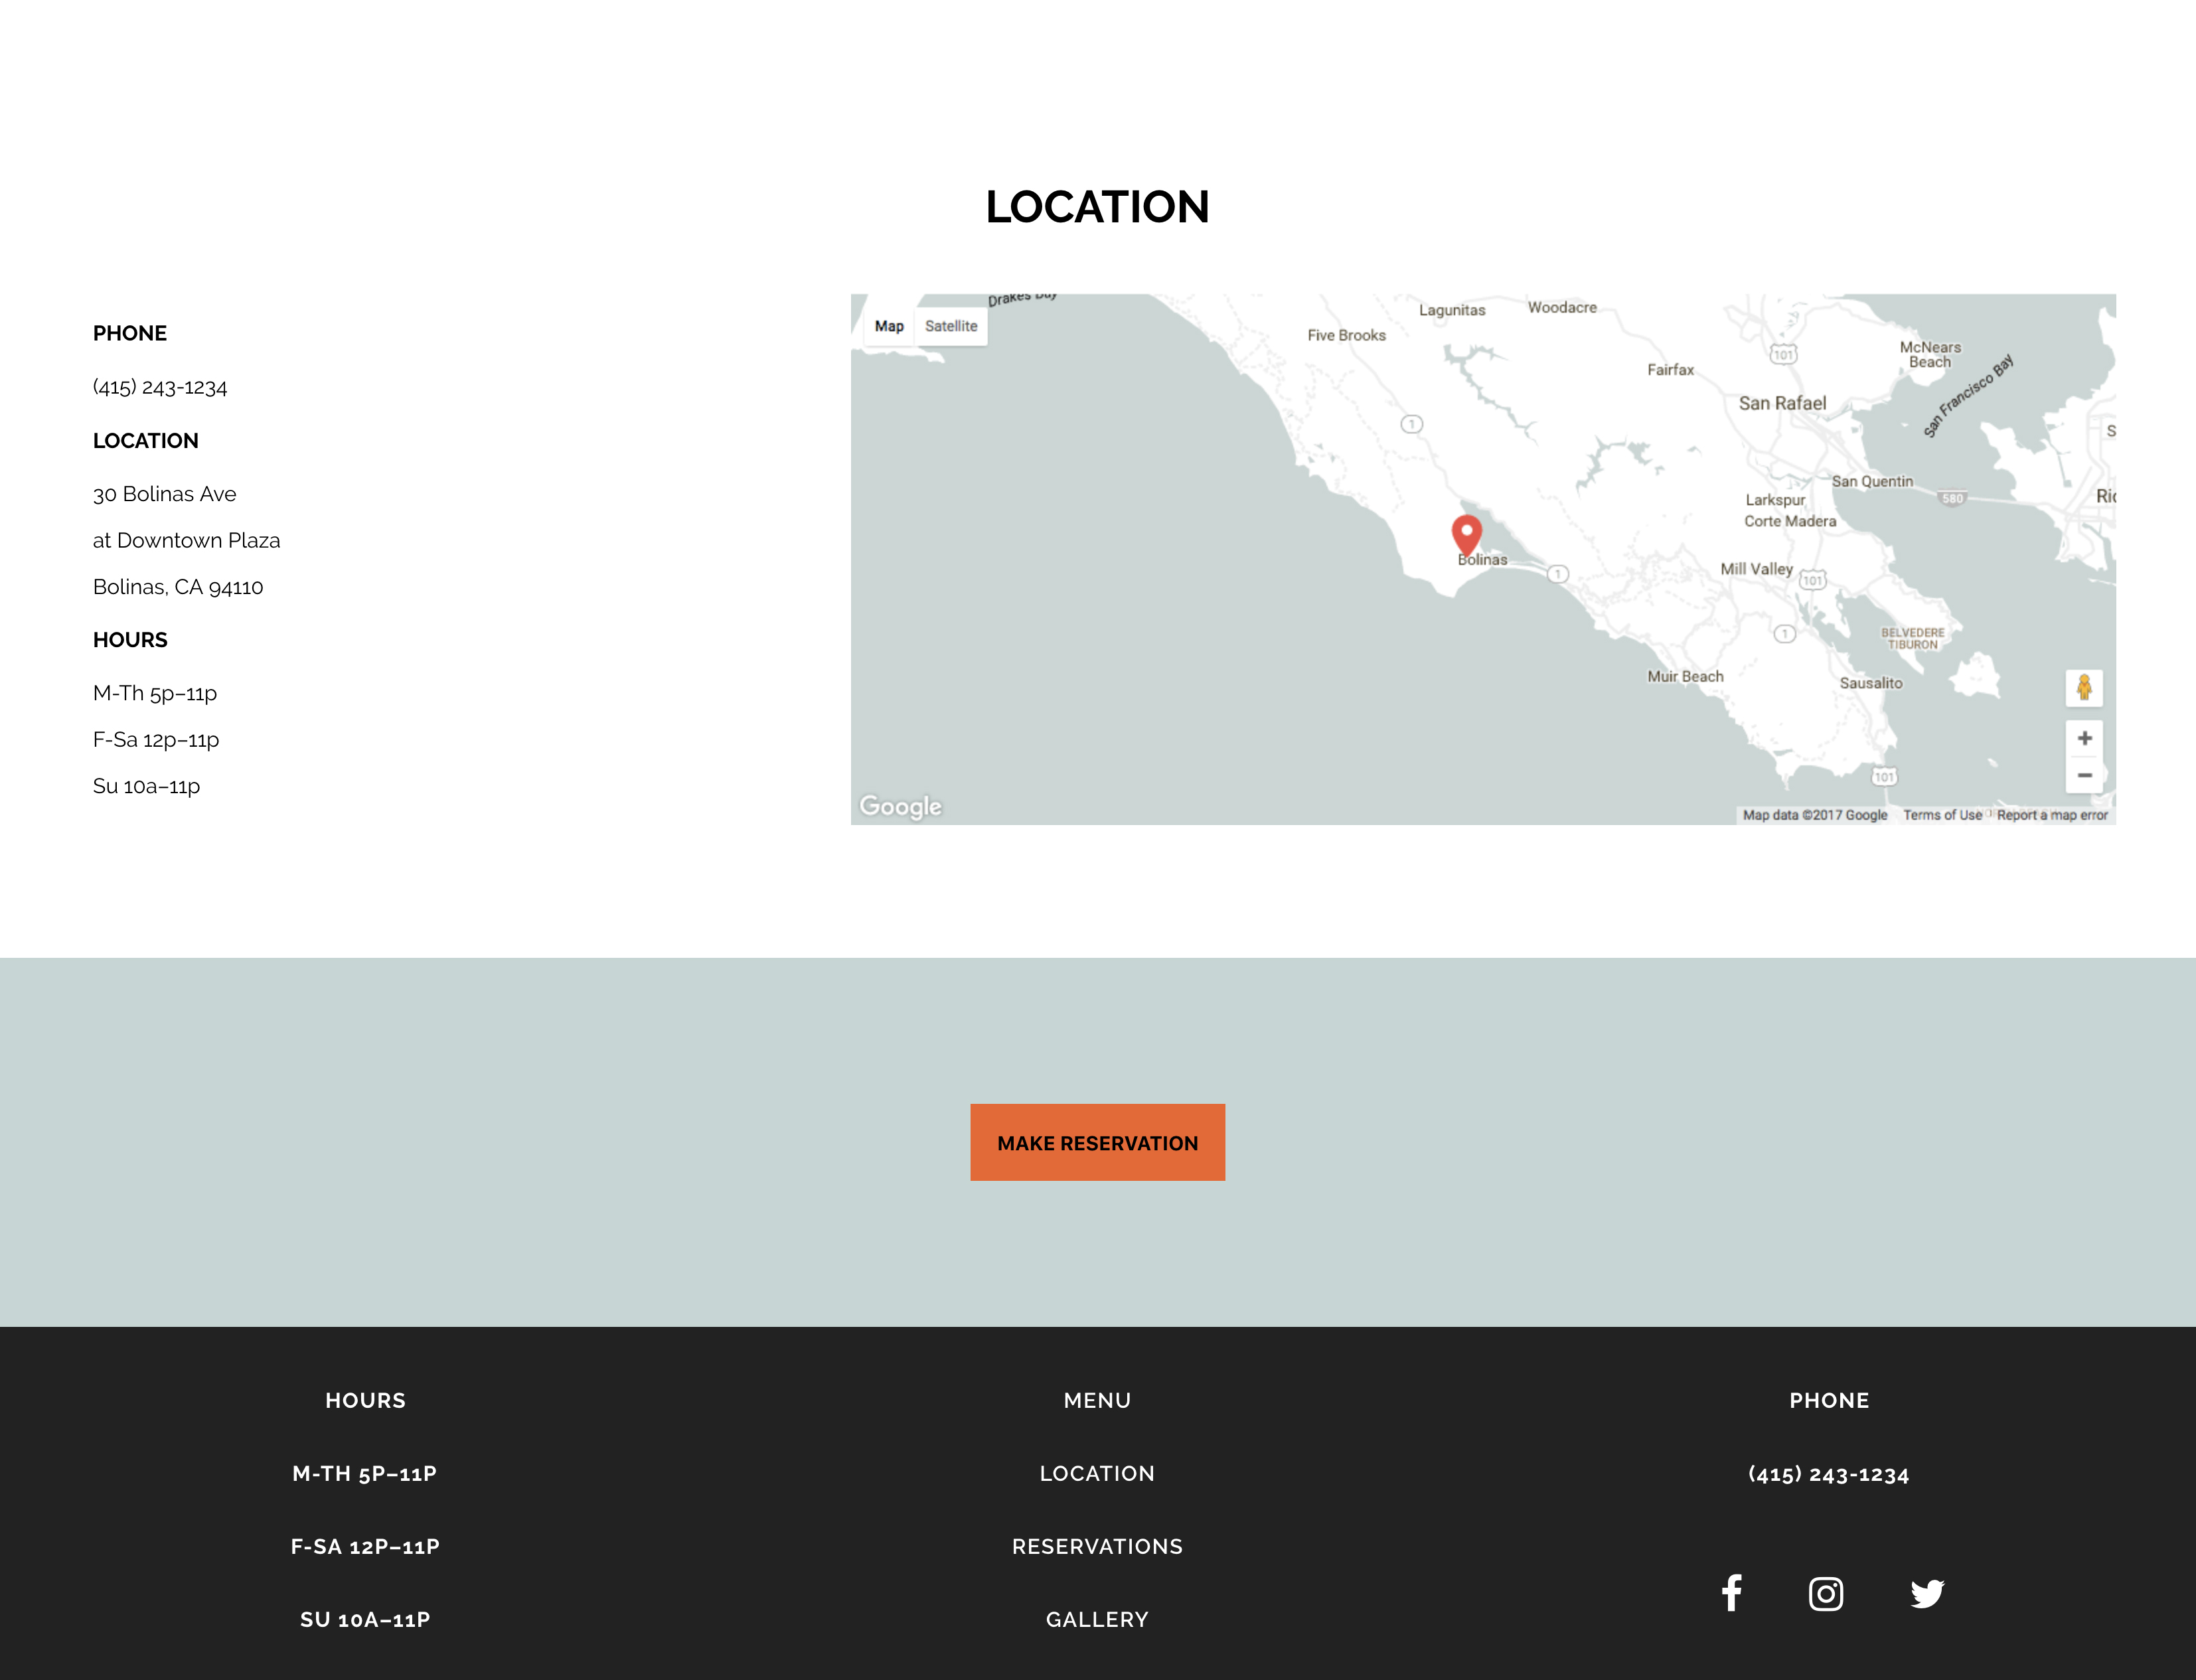 LOCATION
PHONE
(415) 243-1234
LOCATION
30 Bolinas Ave
at Downtown Plaza
Bolinas, CA 94110
HOURS
M-Th 5p–11p
F-Sa 12p–11p
Su 10a–11p
Drakes Bay
Map Satellite
Lagunitas
Woodacre
Five Brooks
101
McNears
Beach
Fairfax
San Francisco Bay
San Rafael
1
S
San Quentin
580
Ric
Larkspur
Corte Madera
Bolinas
1
Mill Valley
101
1
BELVEDERE
TIBURON
Muir Beach
Sausalito
101
Google
Map data ©2017 Google Terms of Use Report a map error
MAKE RESERVATION
HOURS
M-TH 5P–11P
F-SA 12P–11P
SU 10A–11P
MENU
LOCATION
RESERVATIONS
GALLERY
PHONE
(415) 243-1234